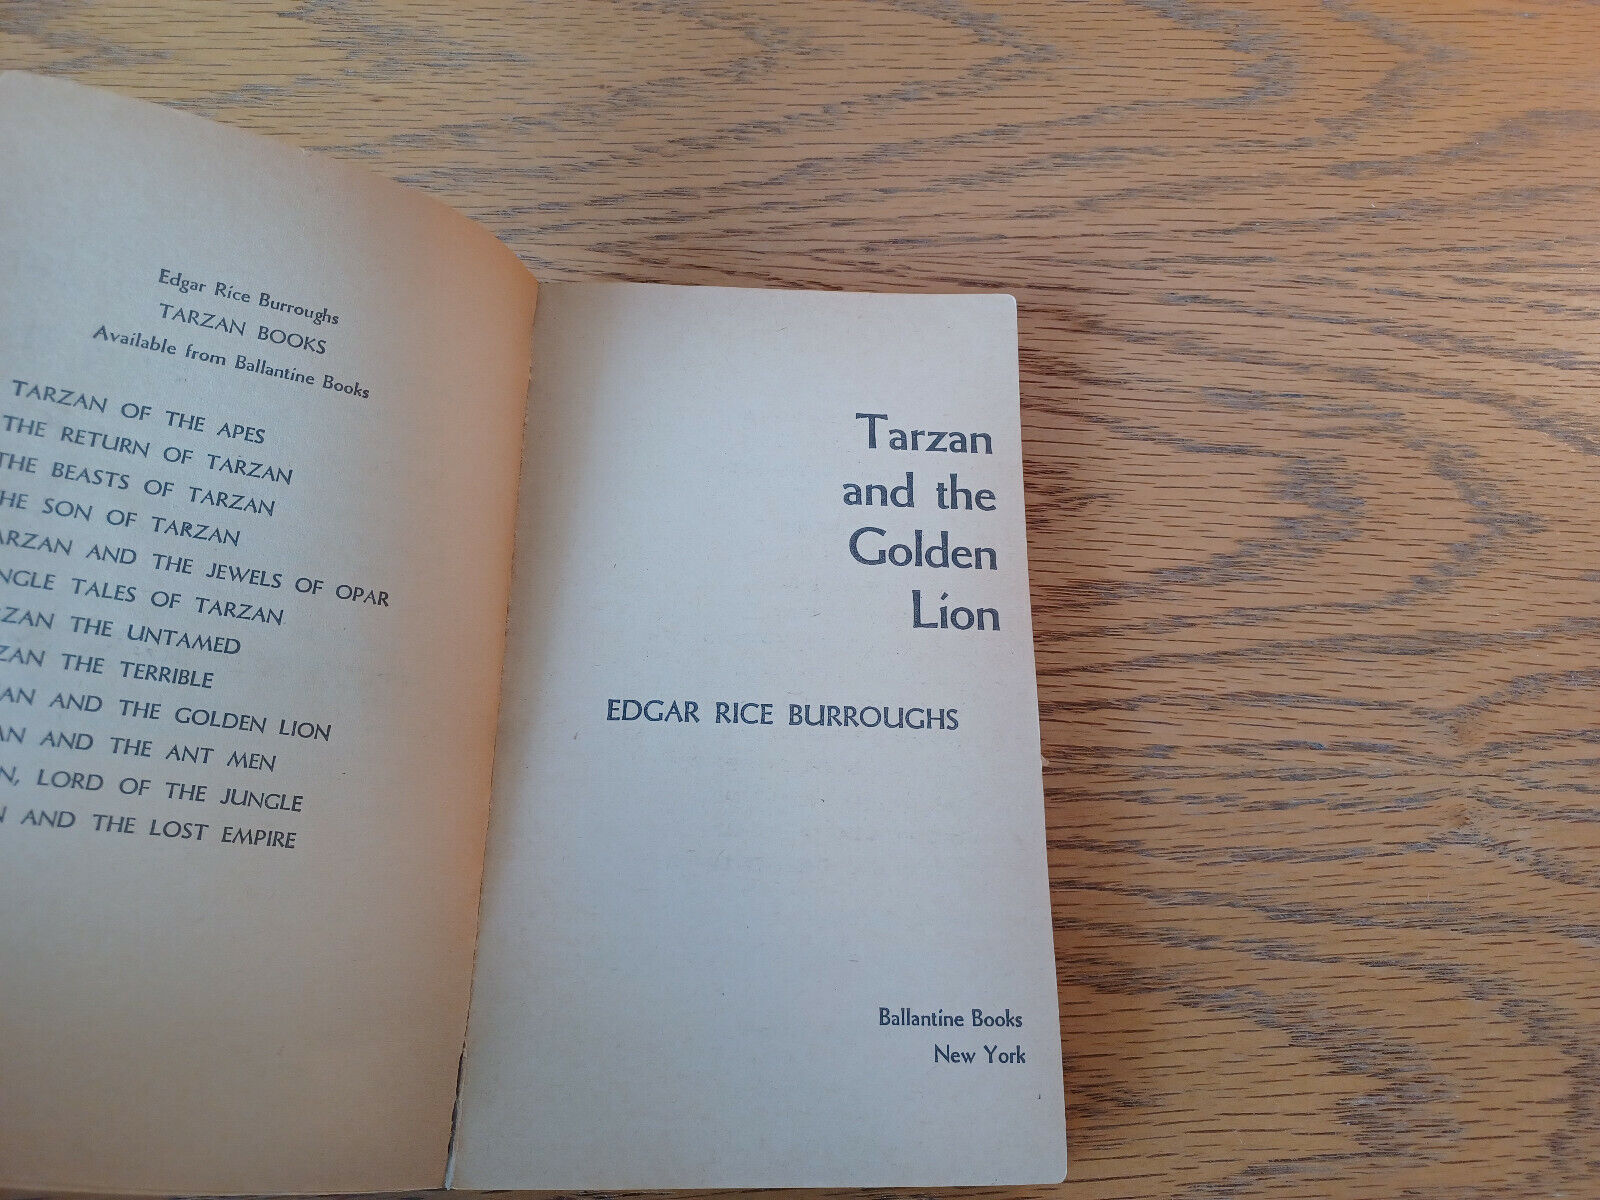 Edgar Rice Burroughs
TARZAN BOOKS
Available from Ballantine Books
TARZAN OF THE APES
THE RETURN OF TARZAN
THE BEASTS OF TARZAN
HE SON OF TARZAN
ARZAN AND THE JEWELS OF OPAR
NGLE TALES OF TARZAN
ZAN THE UNTAMED
ZAN THE TERRIBLE
AN AND THE GOLDEN LION
AN AND THE ANT MEN
N, LORD OF THE JUNGLE
AND THE LOST EMPIRE
Tarzan
and the
Golden
Lion
EDGAR RICE BURROUGHS
Ballantine Books
New York